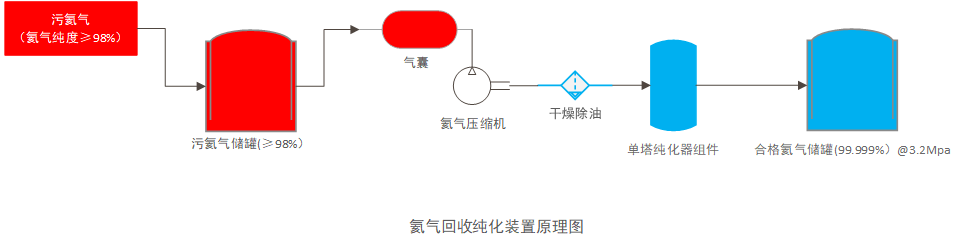 污氦气
（氦气纯度≥98%）
气囊
污氦气储罐(≥98%）
氦气压缩机
干燥除油
单塔纯化器组件
合格氦气储罐(99.999%）@3.2Mpa
氦气回收纯化装置原理图